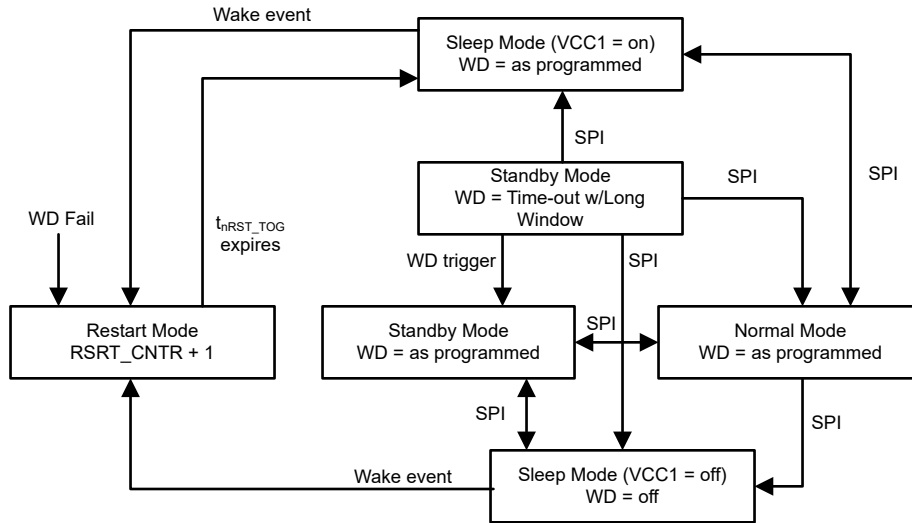 Wake event
Sleep Mode (VCC1 = on)
WD = as programmed
SPI
Standby Mode
WD = Time-out w/Long
Window
SPI
SPI
WD Fail
tnRST_TOG
expires
WD trigger
SPI
Restart Mode
RSRT_CNTR + 1
Standby Mode
WD = as programmed
SPI
Normal Mode
WD = as programmed
SPI
SPI
Wake event
Sleep Mode (VCC1 = off)
WD = off